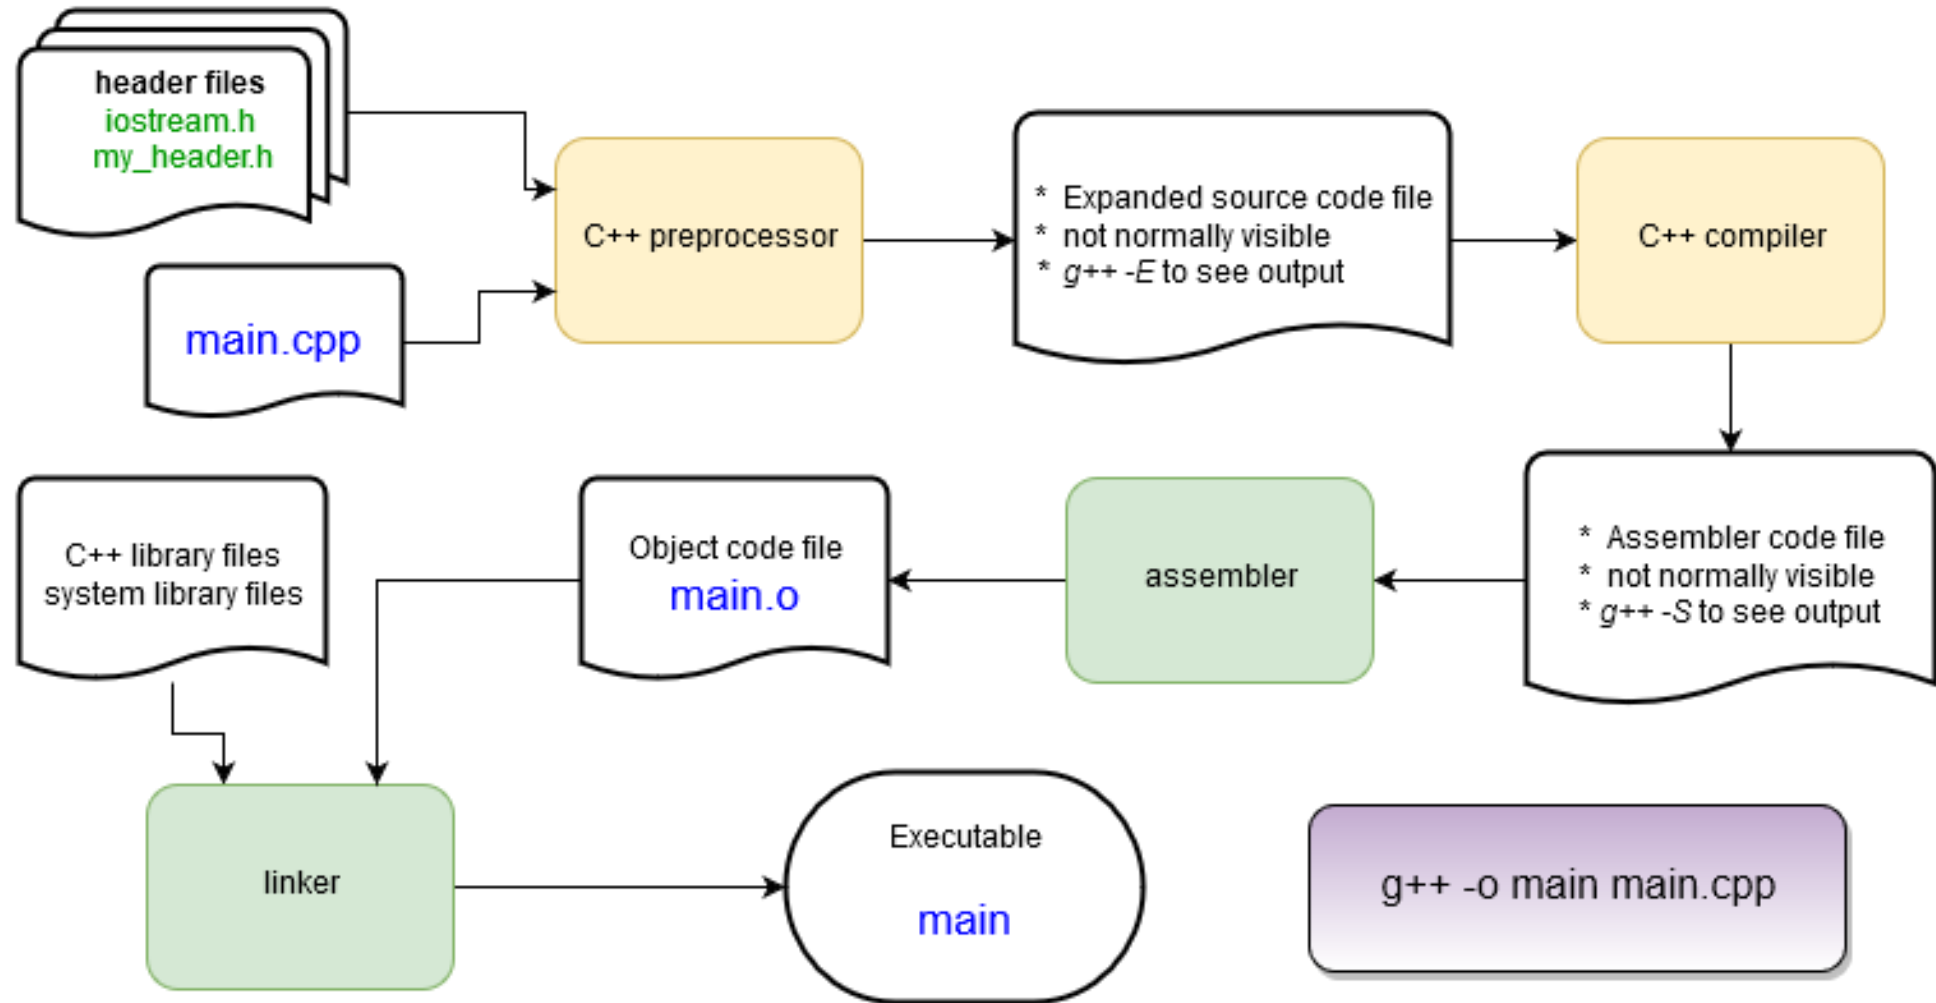 header files
iostream.h
my_header.h
main.cpp
C++ preprocessor
* Expanded source code file
* not normally visible
* g++ -E to see output
C++ compiler
* Assembler code file
* not normally visible
* g++ -S to see output
assembler
Object code file
main.o
C++ library files
system library files
linker
Executable
main
g++ -o main main.cpp